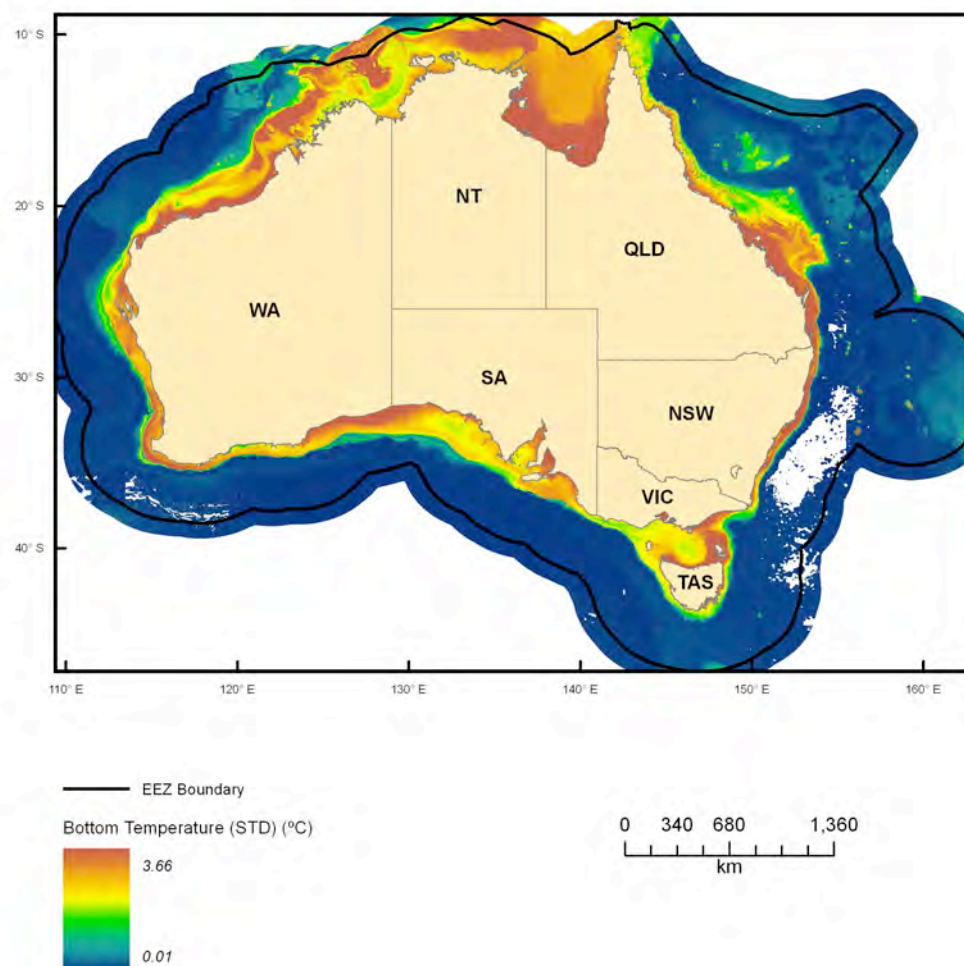 10° S
20° S
30° S
40° S
NT
QLD
WA
SA
NSW
VIC
TAS
110° E
120° E
130° E
140° E
150° E
160° E
EEZ Boundary
Bottom Temperature (STD) (ºC)
3.66
0.01
0 340 680 1,360
km